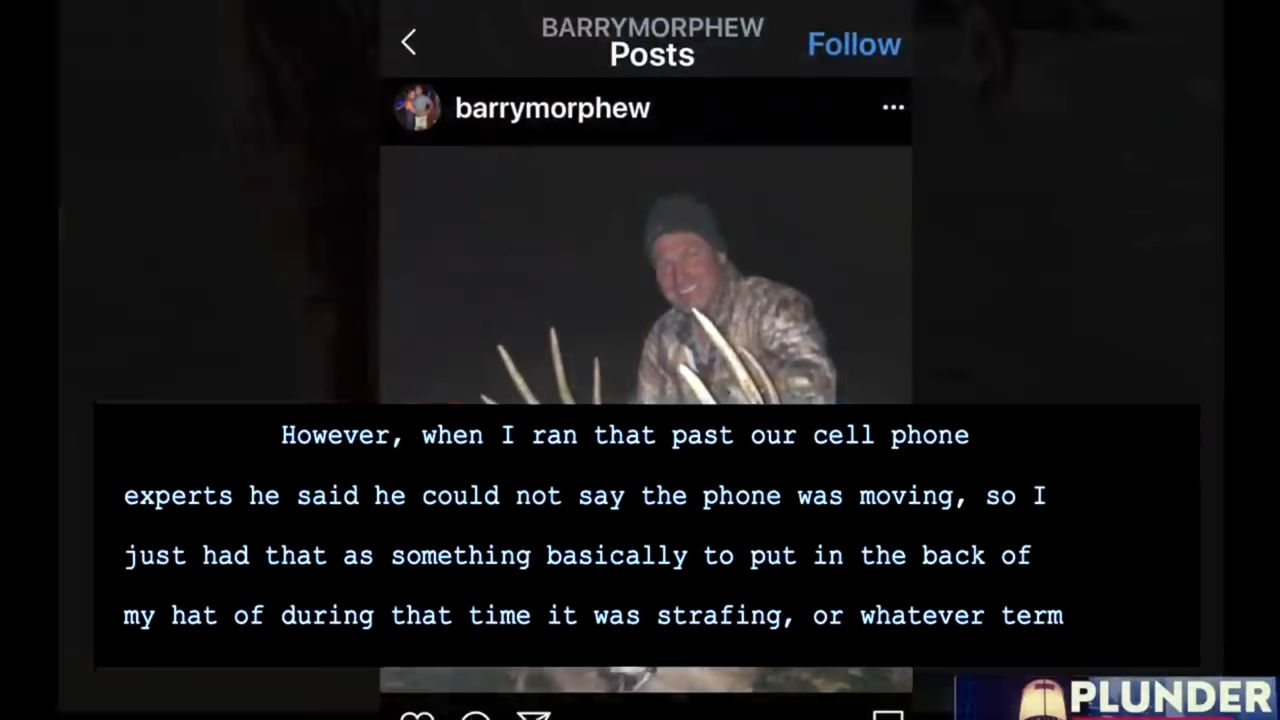 BARRYMORPHEW
Posts
Follow
barrymorphew
However, when I ran that past our cell phone
experts he said he could not say the phone was moving, so I
just had that as something basically to put in the back of
my hat of during that time it was strafing, or whatever term
PLUNDER